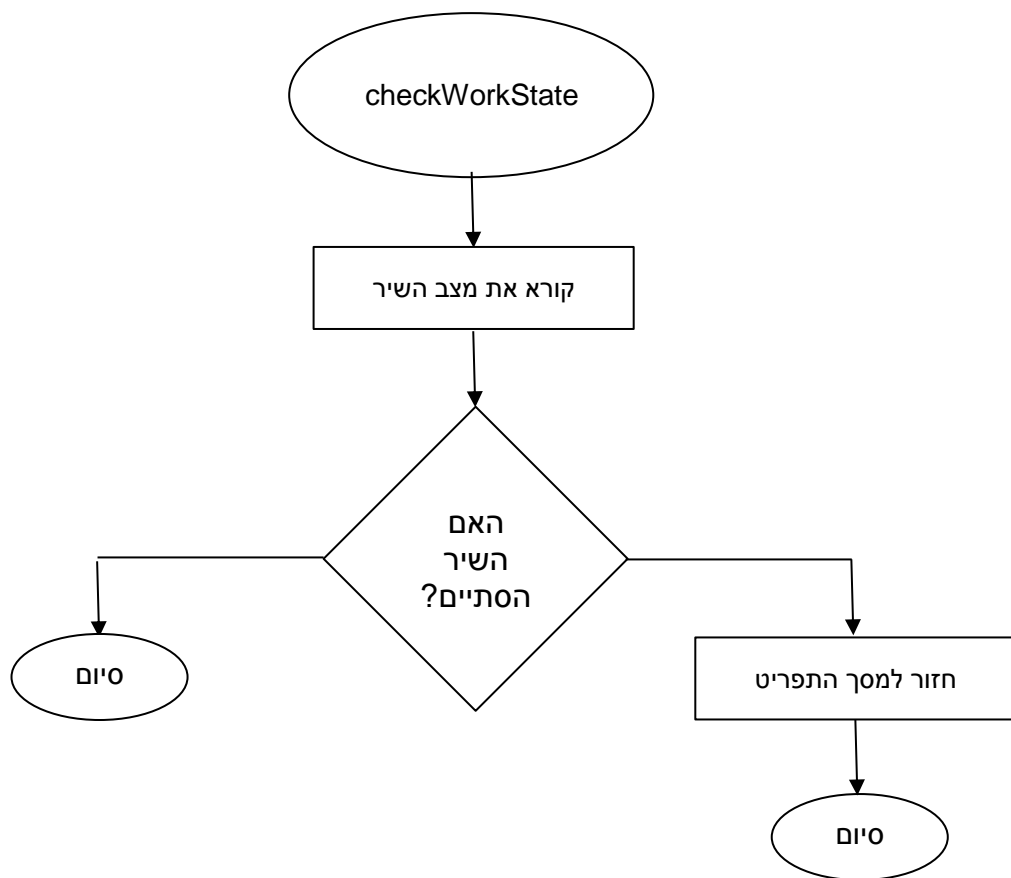 checkWorkState
קורא את מצב השיר
האם
השיר
הסתיים?
סיום
חזור למסך התפריט
סיום